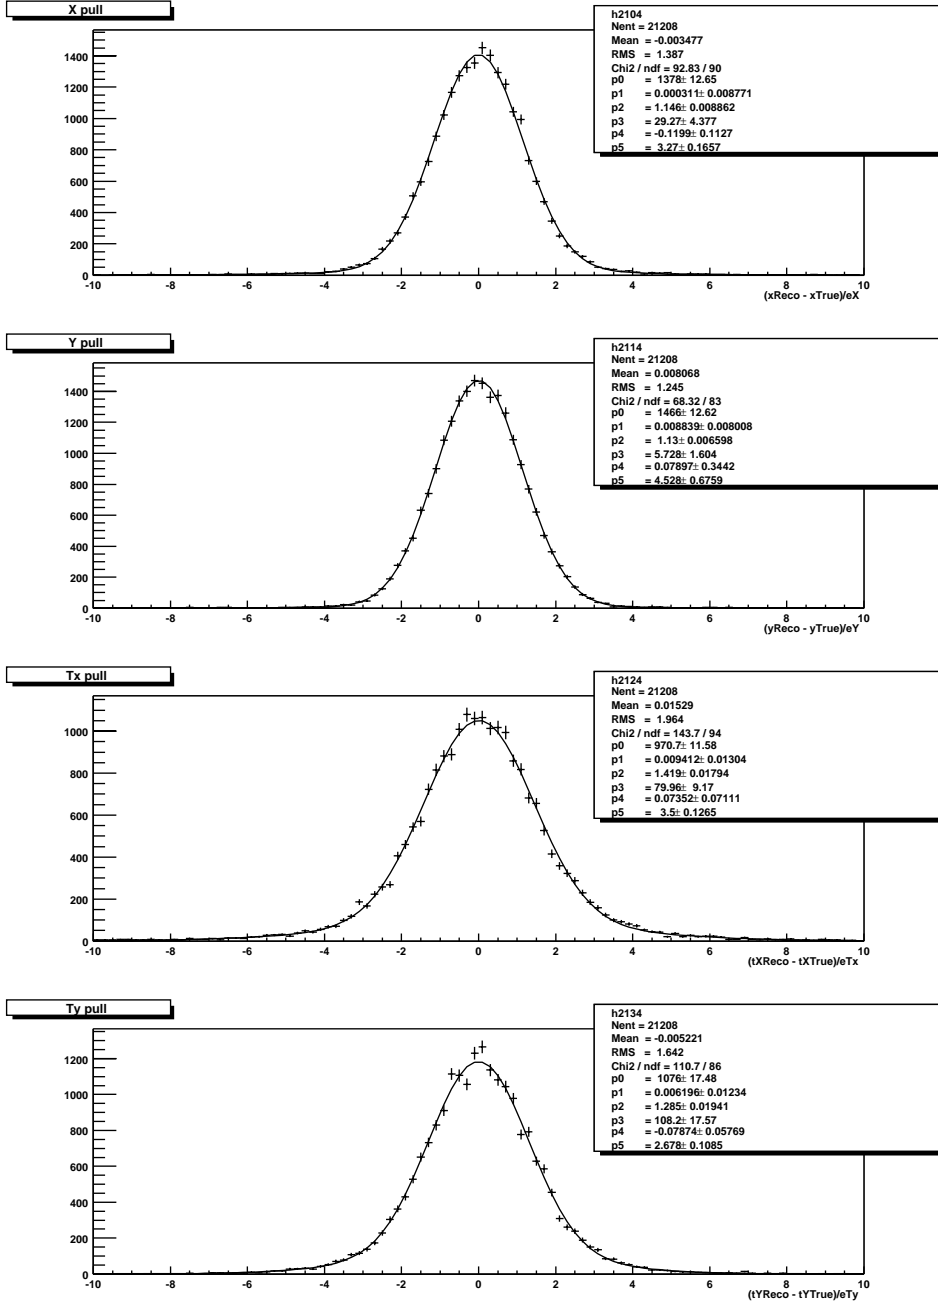 X pull
h2104
Nent = 21208
Mean = -0.003477
RMS = 1.387
Chi2 / ndf = 92.83 / 90
p0 = 1378± 12.65
p1 = 0.000311± 0.008771
p2 = 1.146± 0.008862
p3 = 29.27± 4.377
p4 = -0.1199± 0.1127
p5 = 3.27± 0.1657
1400
1200
1000
800
600
400
200
0
-10 -8 -6 -4 -2 0 2 4 6 8 10
(xReco - xTrue)/eX
Y pull
h2114
Nent = 21208
Mean = 0.008068
RMS = 1.245
Chi2 / ndf = 68.32 / 83
p0 = 1466± 12.62
p1 = 0.008839± 0.008008
p2 = 1.13± 0.006598
p3 = 5.728± 1.604
p4 = 0.07897± 0.3442
p5 = 4.528± 0.6759
1400
1200
1000
800
600
400
200
0
-10 -8 -6 -4 -2 0 2 4 6 8 10
(yReco - yTrue)/eY
Tx pull
h2124
Nent = 21208
Mean = 0.01529
RMS = 1.964
Chi2 / ndf = 143.7 / 94
p0 = 970.7± 11.58
p1 = 0.009412± 0.01304
p2 = 1.419± 0.01794
p3 = 79.96± 9.17
p4 = 0.07352± 0.07111
p5 = 3.5± 0.1265
1000
800
600
400
200
0
-10 -8 -6 -4 -2 0 2 4 6 8 10
(tXReco - tXTrue)/eTx
Ty pull
h2134
Nent = 21208
Mean = -0.005221
RMS = 1.642
Chi2 / ndf = 110.7 / 86
p0 = 1076± 17.48
p1 = 0.006196± 0.01234
p2 = 1.285± 0.01941
p3 = 108.2± 17.57
p4 = -0.07874± 0.05769
p5 = 2.678± 0.1085
1200
1000
800
600
400
200
0
-10 -8 -6 -4 -2 0 2 4 6 8 10
(tYReco - tYTrue)/eTy